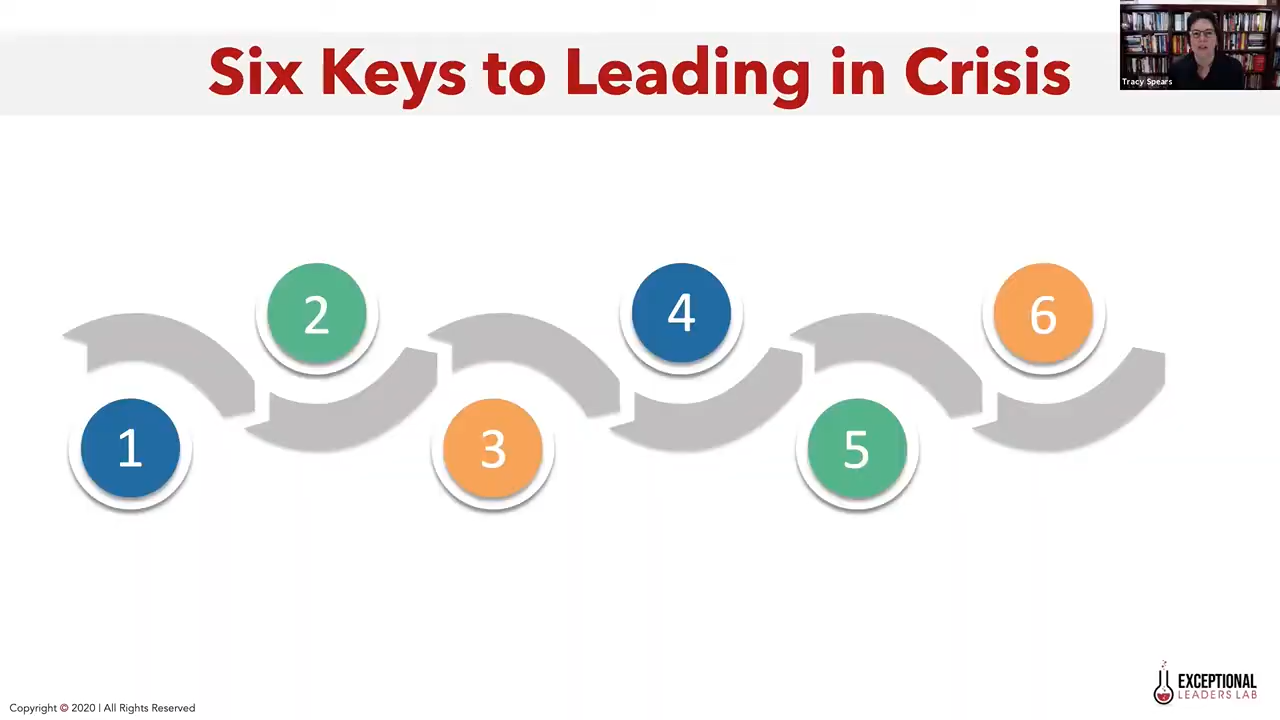 Six Keys to Leading in Crisis
Tracy Spears
2
4
6
1
3
5
EXCEPTIONAL
LEADERS LAB
Copyright © 2020 | All Rights Reserved